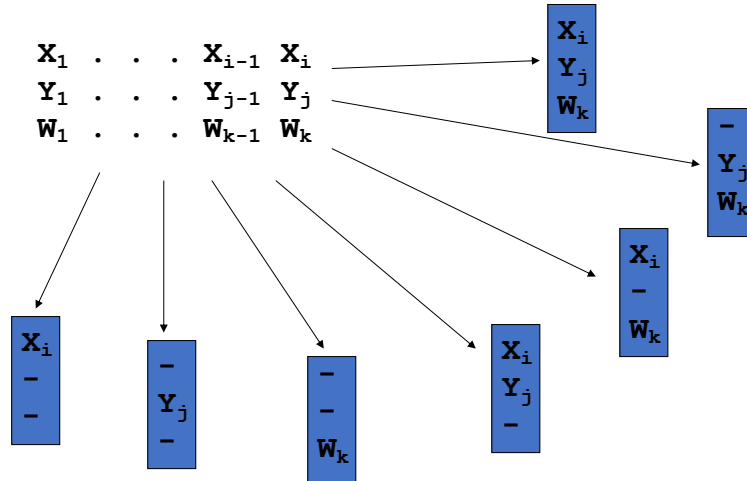 X₁ . . . Xᵢ₋₁ Xᵢ
Y₁ . . . Yⱼ₋₁ Yⱼ
W₁ . . . Wₖ₋₁ Wₖ
Xᵢ
Yⱼ
Wₖ
-
Yⱼ
Wₖ
Xᵢ
-
Wₖ
Xᵢ
Yⱼ
-
-
-
Wₖ
-
Yⱼ
-
Xᵢ
-
-